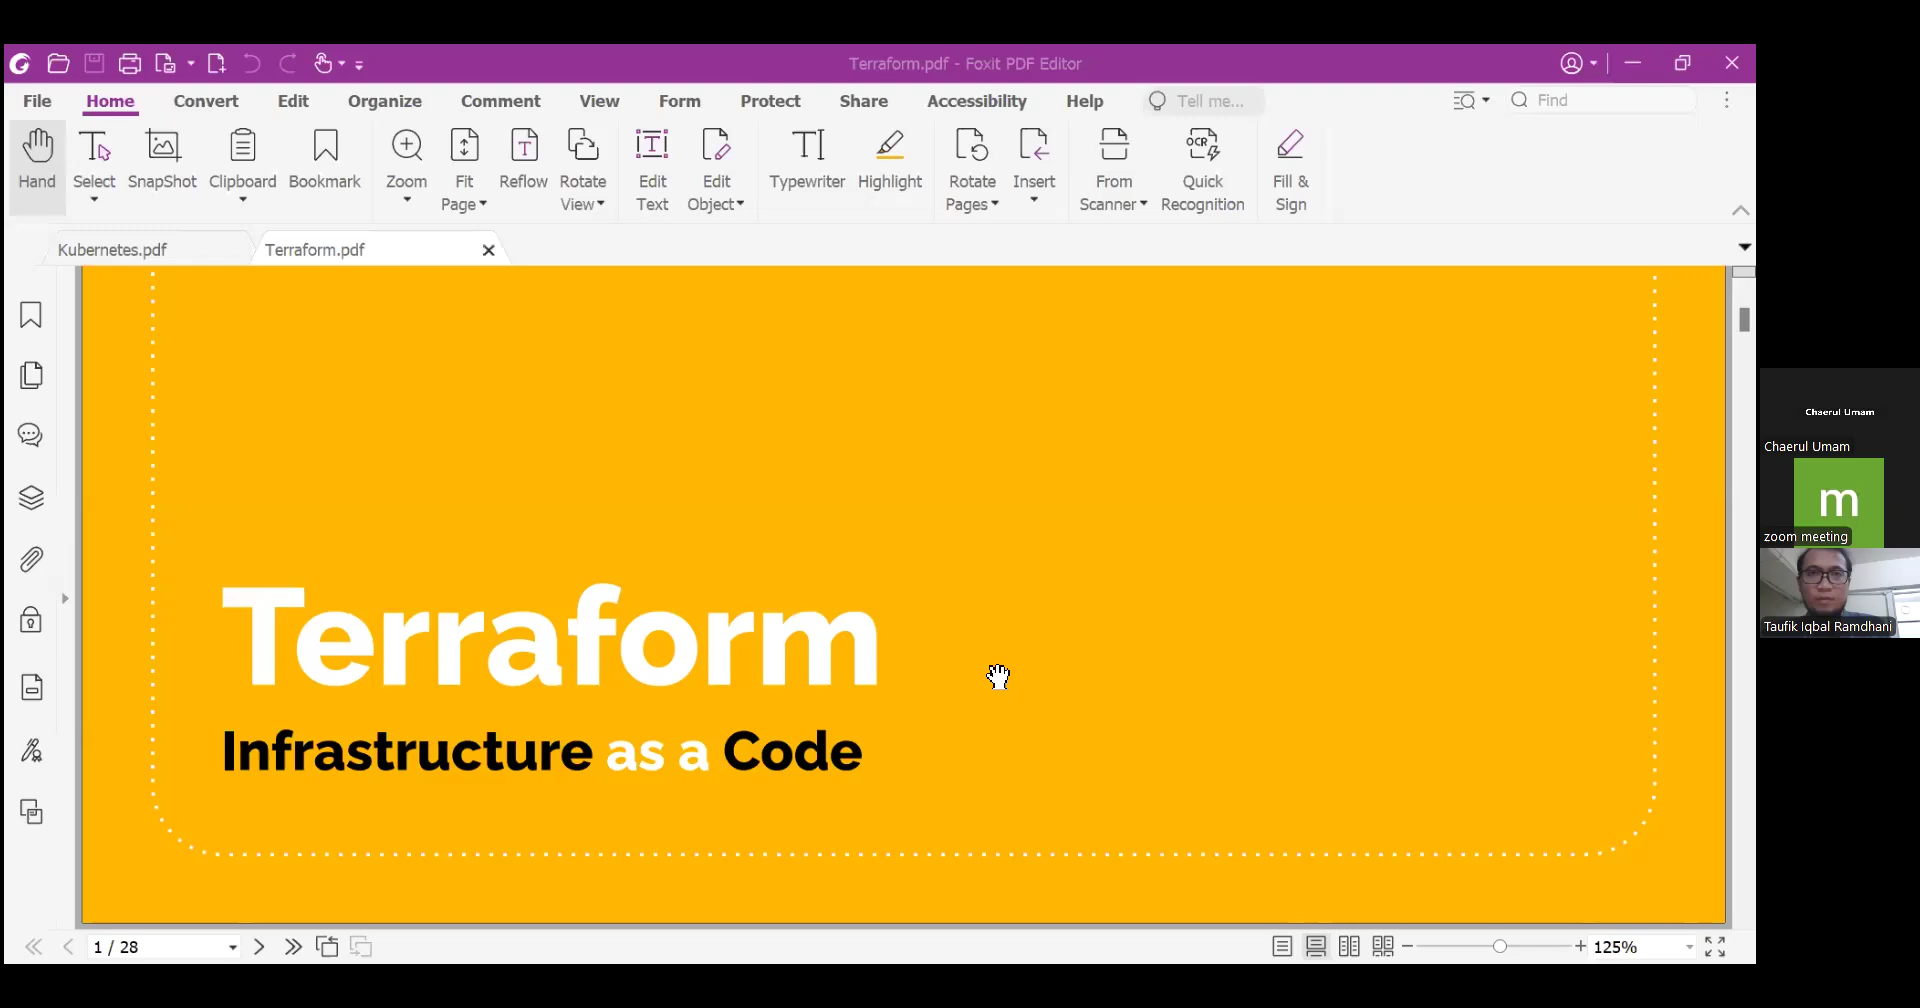 Terraform.pdf - Foxit PDF Editor
File Home Convert Edit Organize Comment View Form Protect Share Accessibility Help Tell me... Find
Hand Select SnapShot Clipboard Bookmark Zoom Fit Page Reflow Rotate View Edit Text Edit Object Typewriter Highlight Rotate Pages Insert From Scanner OCR Quick Recognition Fill & Sign
Kubernetes.pdf Terraform.pdf
Terraform
Infrastructure as a Code
Chaerul Umam
Chaerul Umam
m
zoom meeting
Taufik Iqbal Ramdhani
1 / 28
125%